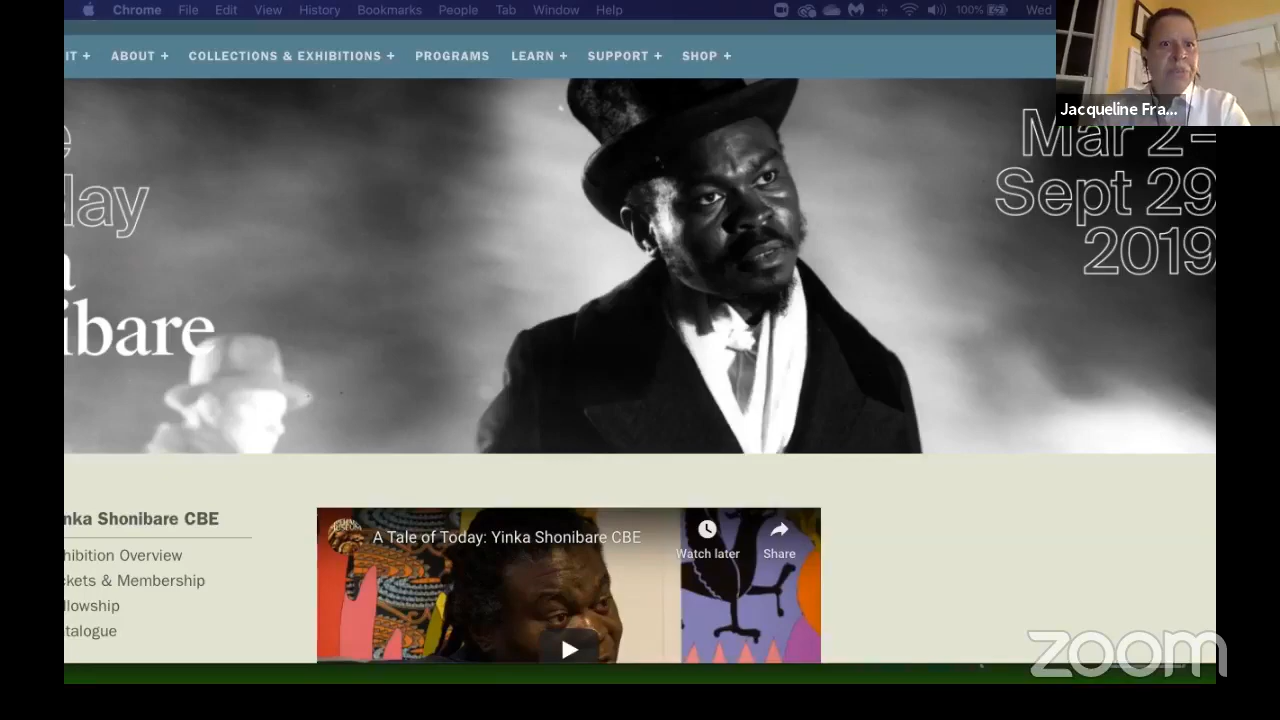 Chrome File Edit View History Bookmarks People Tab Window Help 100% Wed
IT + ABOUT + COLLECTIONS & EXHIBITIONS + PROGRAMS LEARN + SUPPORT + SHOP +
Jacqueline Fra...
e
day
a
ibare
Mar 2–
Sept 29
2019
nka Shonibare CBE
hibition Overview
ckets & Membership
llowship
talogue
A Tale of Today: Yinka Shonibare CBE
Watch later
Share
zoom